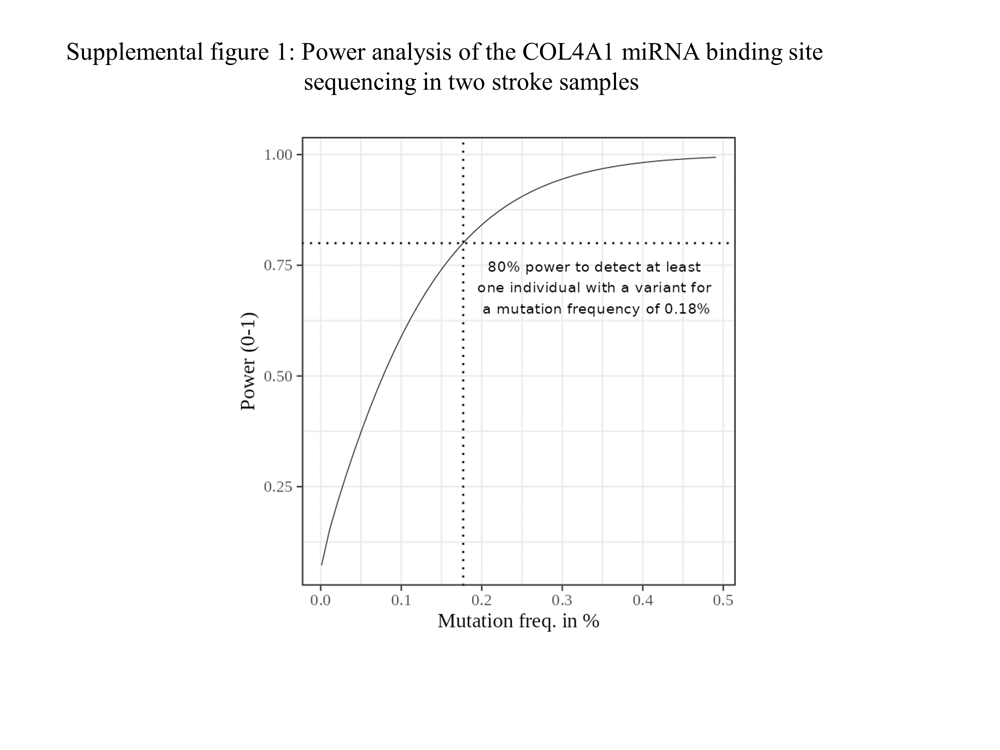 Supplemental figure 1: Power analysis of the COL4A1 miRNA binding site
sequencing in two stroke samples
1.00
0.75
0.50
0.25
Power (0-1)
80% power to detect at least
one individual with a variant for
a mutation frequency of 0.18%
0.0 0.1 0.2 0.3 0.4 0.5
Mutation freq. in %